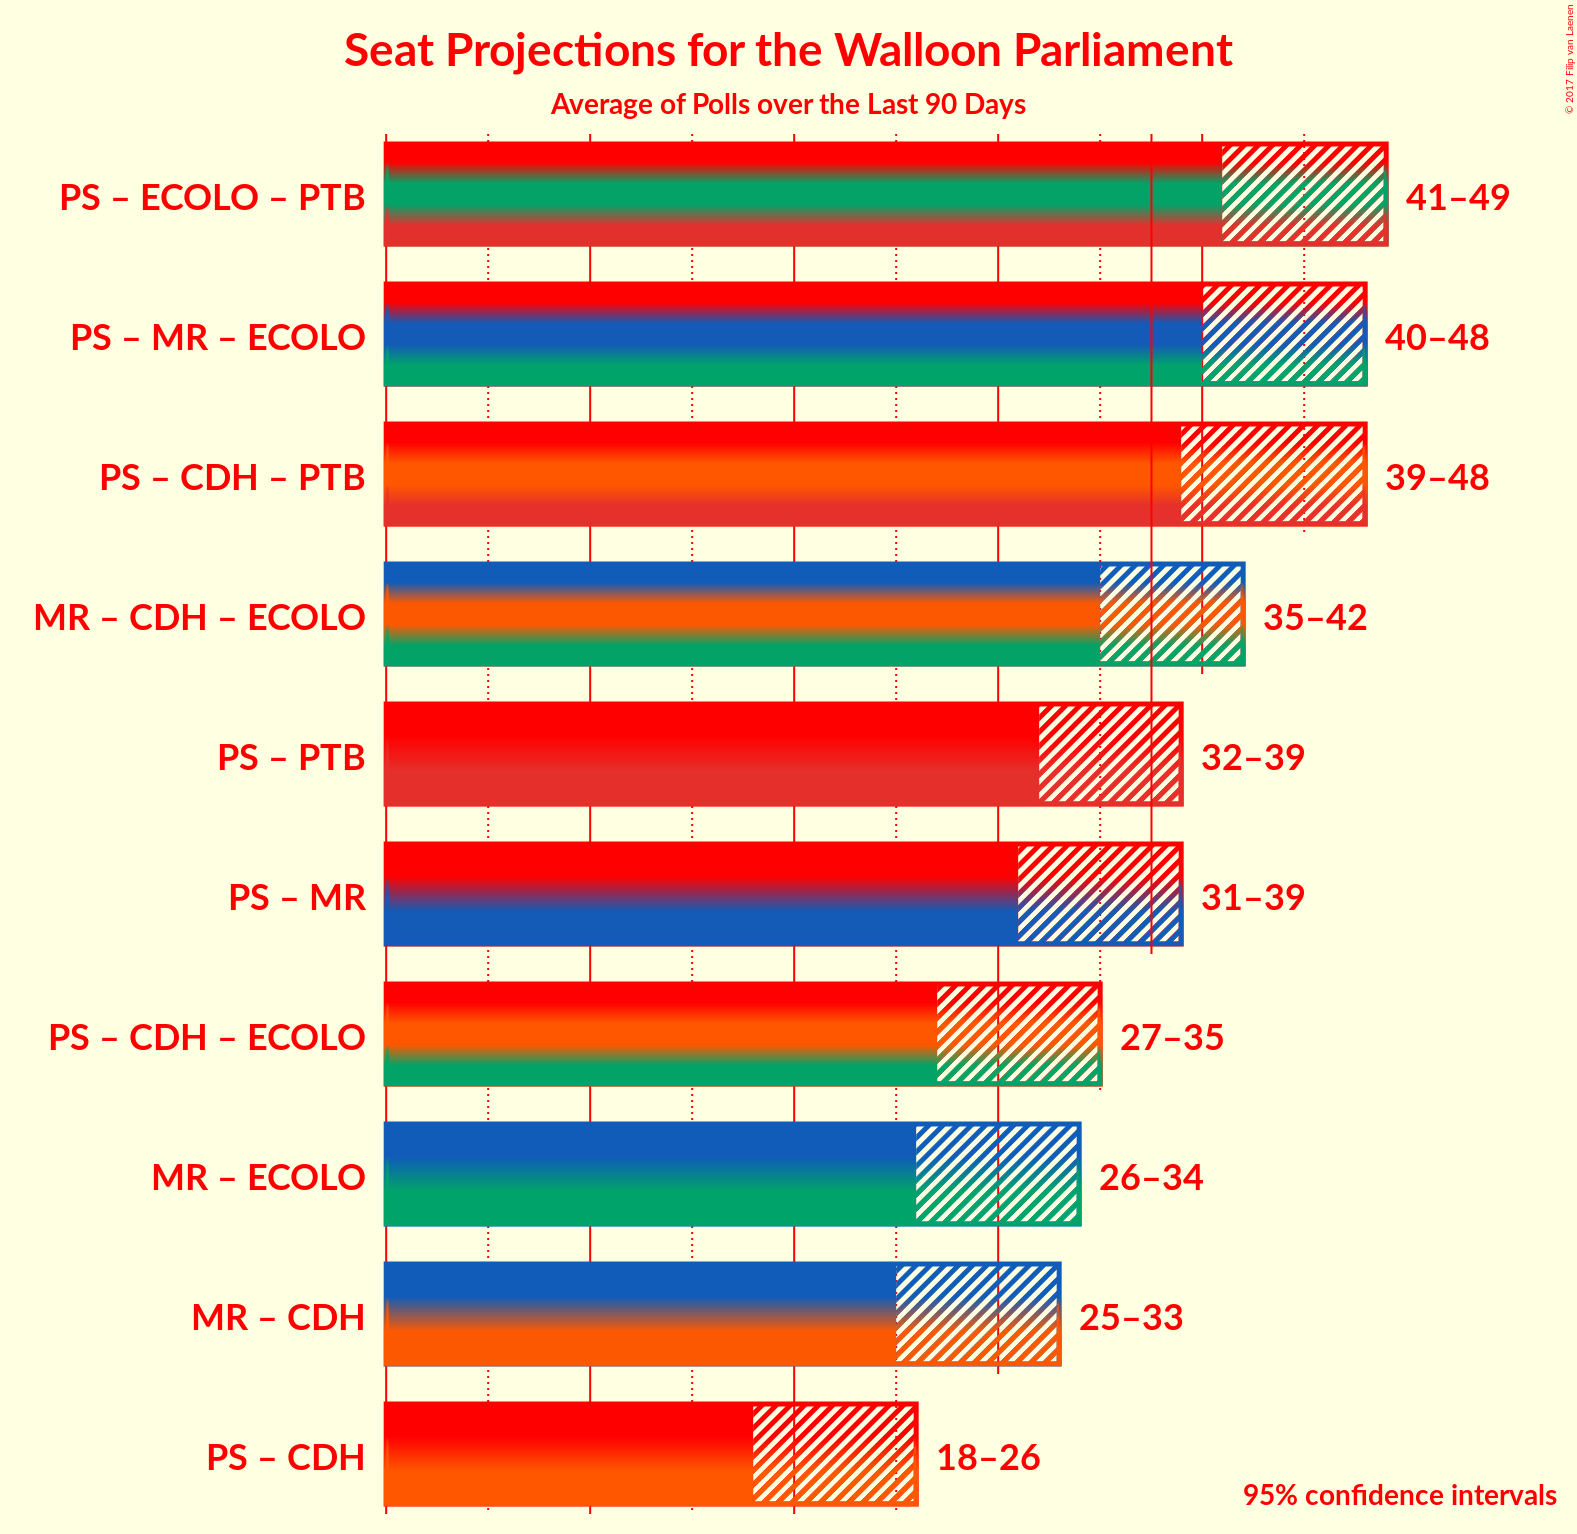 Seat Projections for the Walloon Parliament
Average of Polls over the Last 90 Days
© 2017 Filip van Laenen
PS – ECOLO – PTB 41–49
PS – MR – ECOLO 40–48
PS – CDH – PTB 39–48
MR – CDH – ECOLO 35–42
PS – PTB 32–39
PS – MR 31–39
PS – CDH – ECOLO 27–35
MR – ECOLO 26–34
MR – CDH 25–33
PS – CDH 18–26
95% confidence intervals